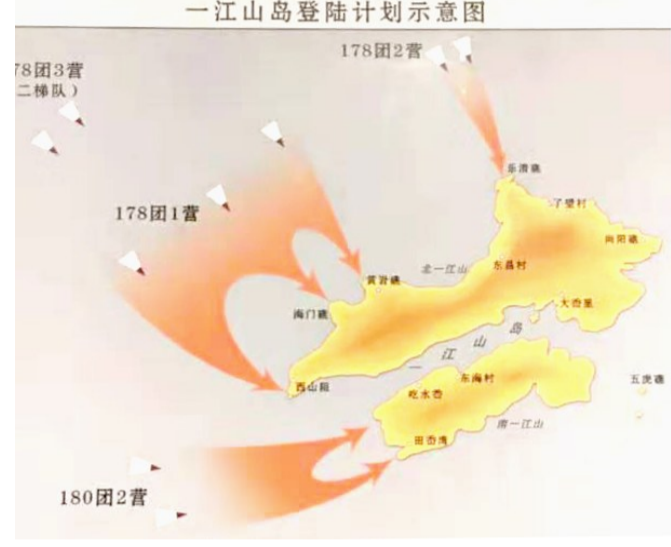 一江山岛登陆计划示意图
178团2营
78团3营
二梯队）
178团1营
乐清礁
了望村
向阳礁
北一江山
东昌村
黄岩礁
大岙里
海门礁
一江山岛
西山阻
东海村
五虎礁
吃水岙
南一江山
田岙湾
180团2营